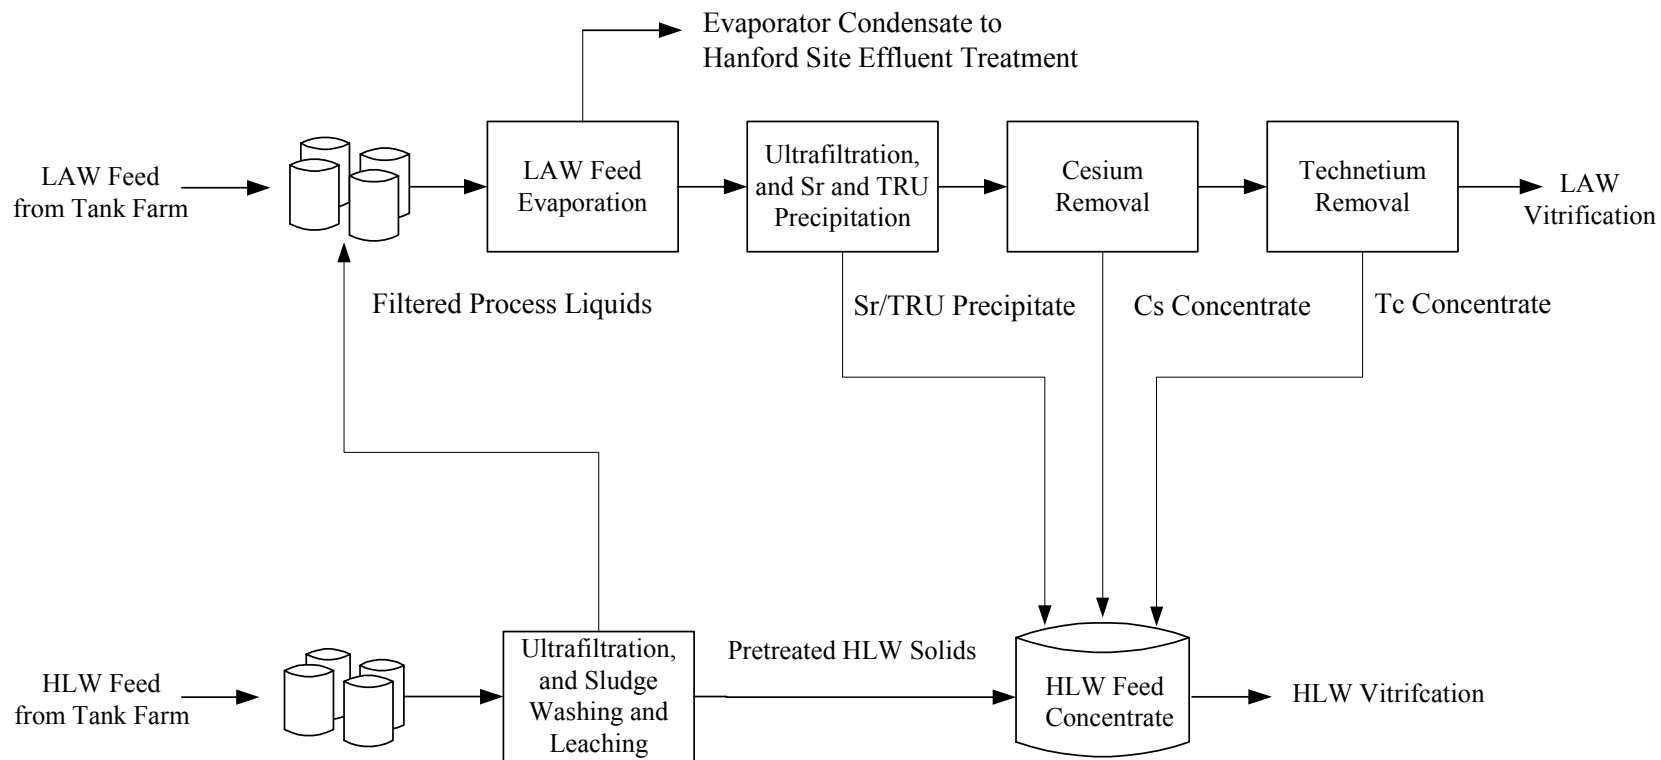 Evaporator Condensate to
Hanford Site Effluent Treatment
LAW Feed
from Tank Farm
LAW Feed
Evaporation
Ultrafiltration,
and Sr and TRU
Precipitation
Cesium
Removal
Technetium
Removal
LAW
Vitrification
Filtered Process Liquids
Sr/TRU Precipitate
Cs Concentrate
Tc Concentrate
HLW Feed
from Tank Farm
Ultrafiltration,
and Sludge
Washing and
Leaching
Pretreated HLW Solids
HLW Feed
Concentrate
HLW Vitrifcation